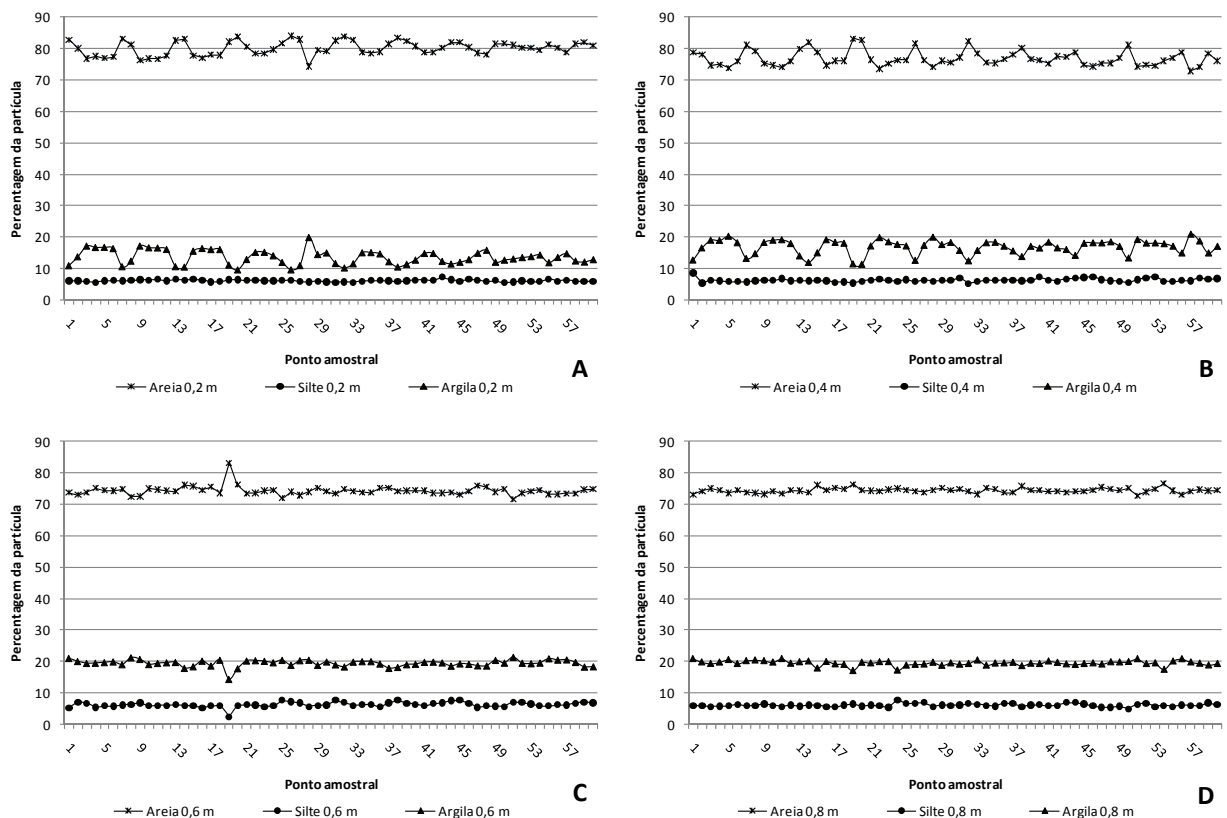 90
80
70
60
50
40
30
20
10
0
Percentagem da partícula
1 5 9 13 17 21 25 29 33 37 41 45 49 53 57
Ponto amostral
Areia 0,2 m Silte 0,2 m Argila 0,2 m
A
90
80
70
60
50
40
30
20
10
0
Percentagem da partícula
1 5 9 13 17 21 25 29 33 37 41 45 49 53 57
Ponto amostral
Areia 0,4 m Silte 0,4 m Argila 0,4 m
B
90
80
70
60
50
40
30
20
10
0
Percentagem da partícula
1 5 9 13 17 21 25 29 33 37 41 45 49 53 57
Ponto amostral
Areia 0,6 m Silte 0,6 m Argila 0,6 m
C
90
80
70
60
50
40
30
20
10
0
Percentagem da partícula
1 5 9 13 17 21 25 29 33 37 41 45 49 53 57
Ponto amostral
Areia 0,8 m Silte 0,8 m Argila 0,8 m
D